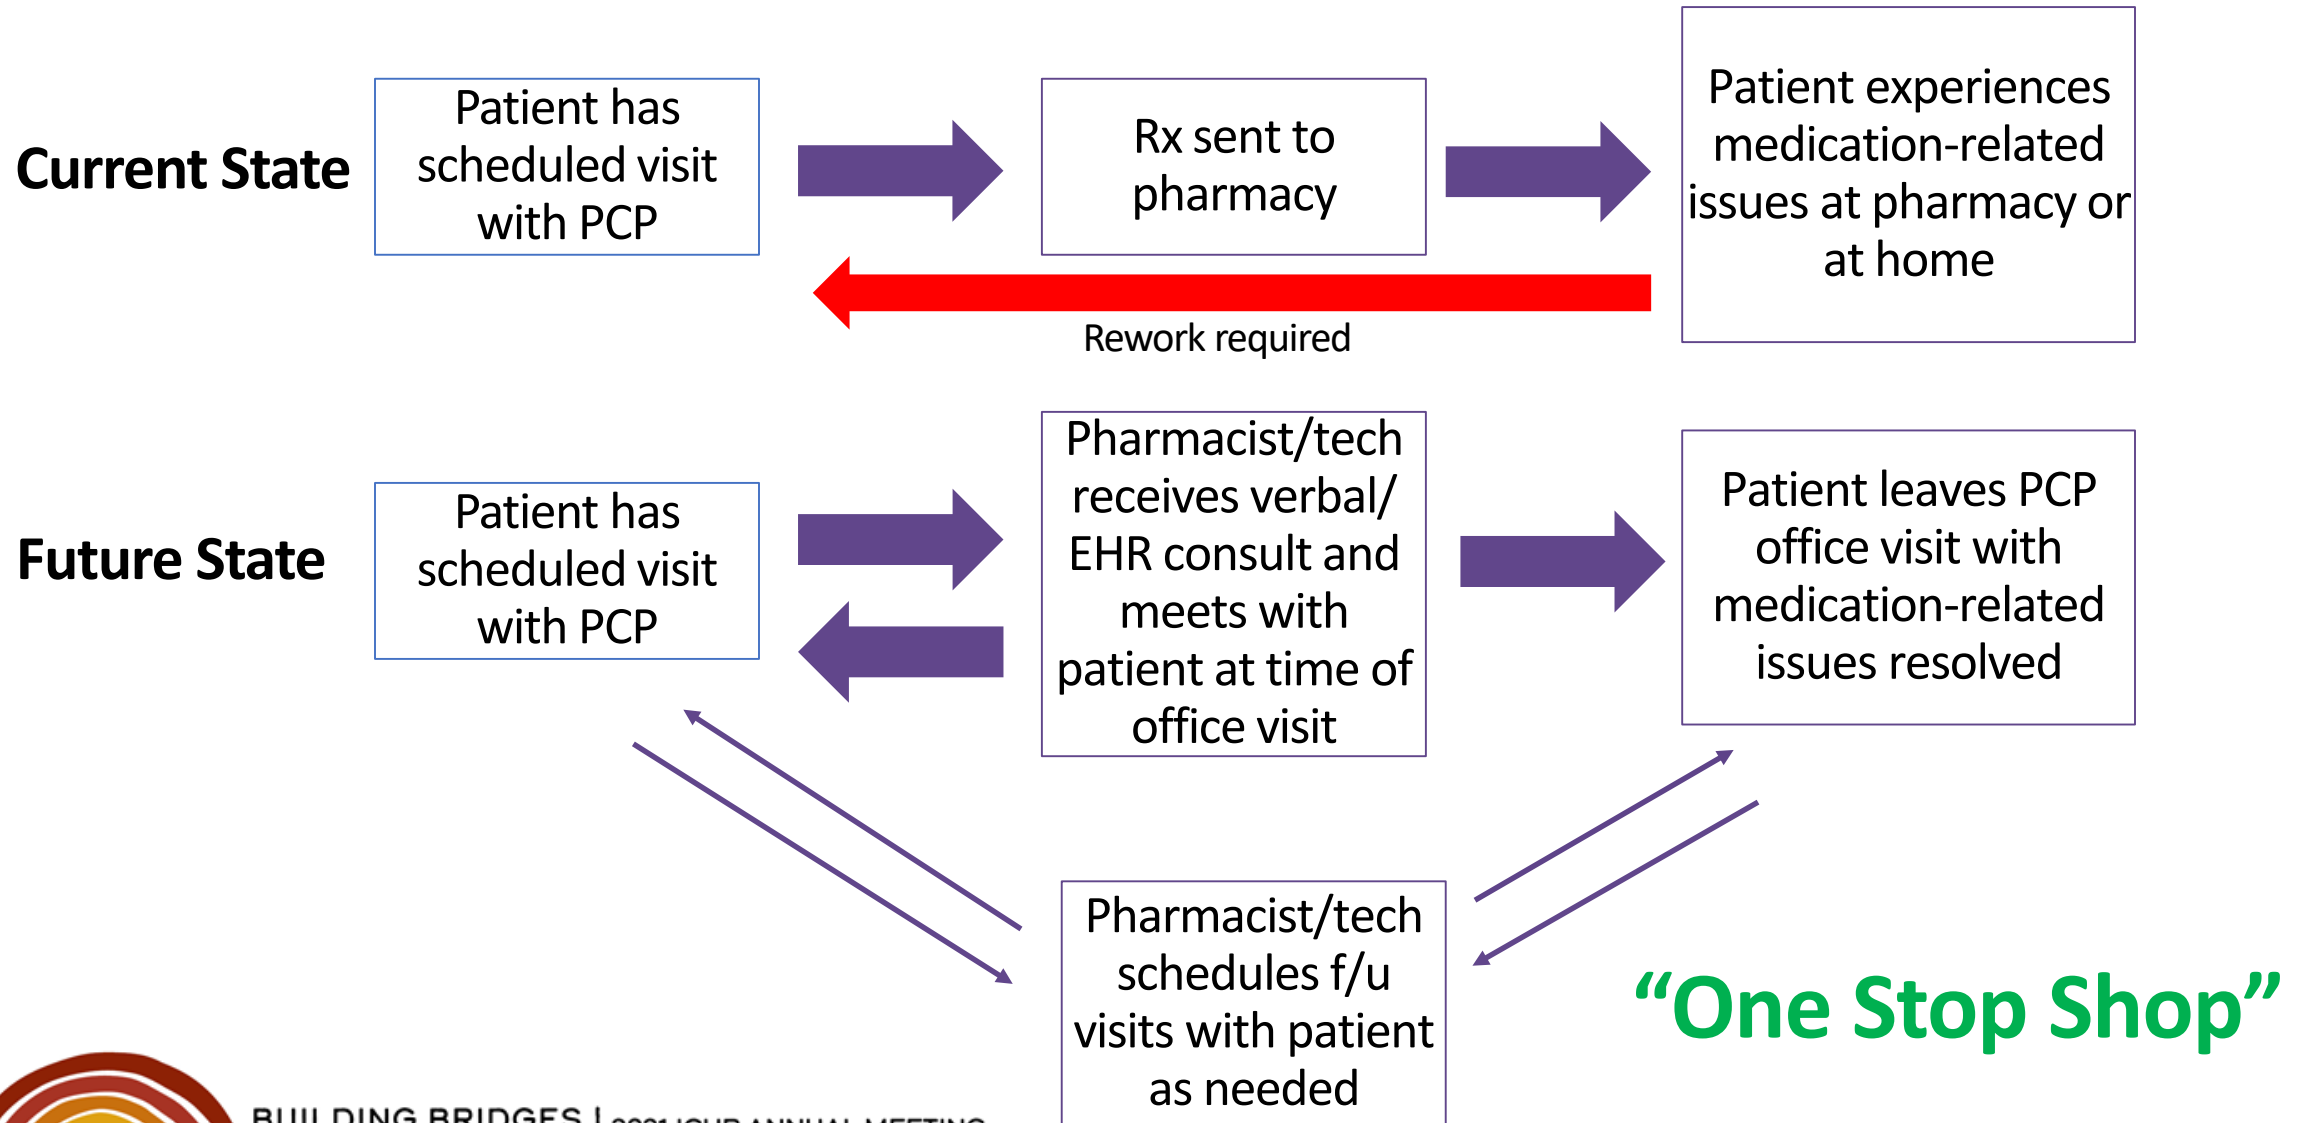 Current State
Patient has
scheduled visit
with PCP
Rx sent to
pharmacy
Patient experiences
medication-related
issues at pharmacy or
at home
Rework required
Future State
Patient has
scheduled visit
with PCP
Pharmacist/tech
receives verbal/
EHR consult and
meets with
patient at time of
office visit
Patient leaves PCP
office visit with
medication-related
issues resolved
Pharmacist/tech
schedules f/u
visits with patient
as needed
“One Stop Shop”
BUILDING BRIDGES | 2021 ANNUAL MEETING